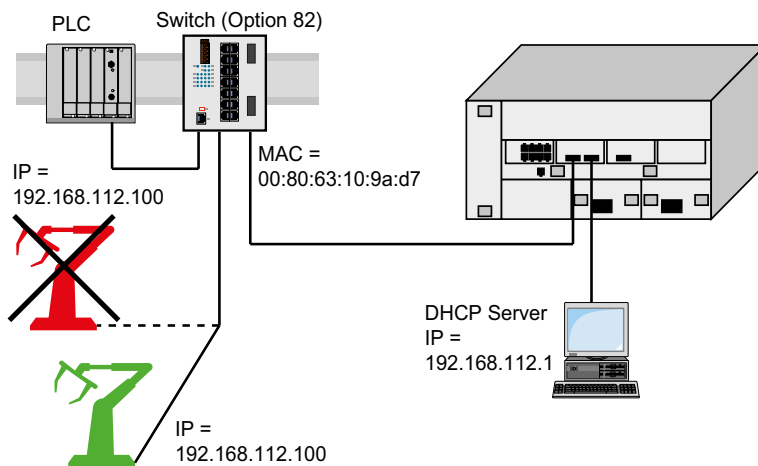 PLC
Switch (Option 82)
MAC =
00:80:63:10:9a:d7
IP =
192.168.112.100
DHCP Server
IP =
192.168.112.1
IP =
192.168.112.100